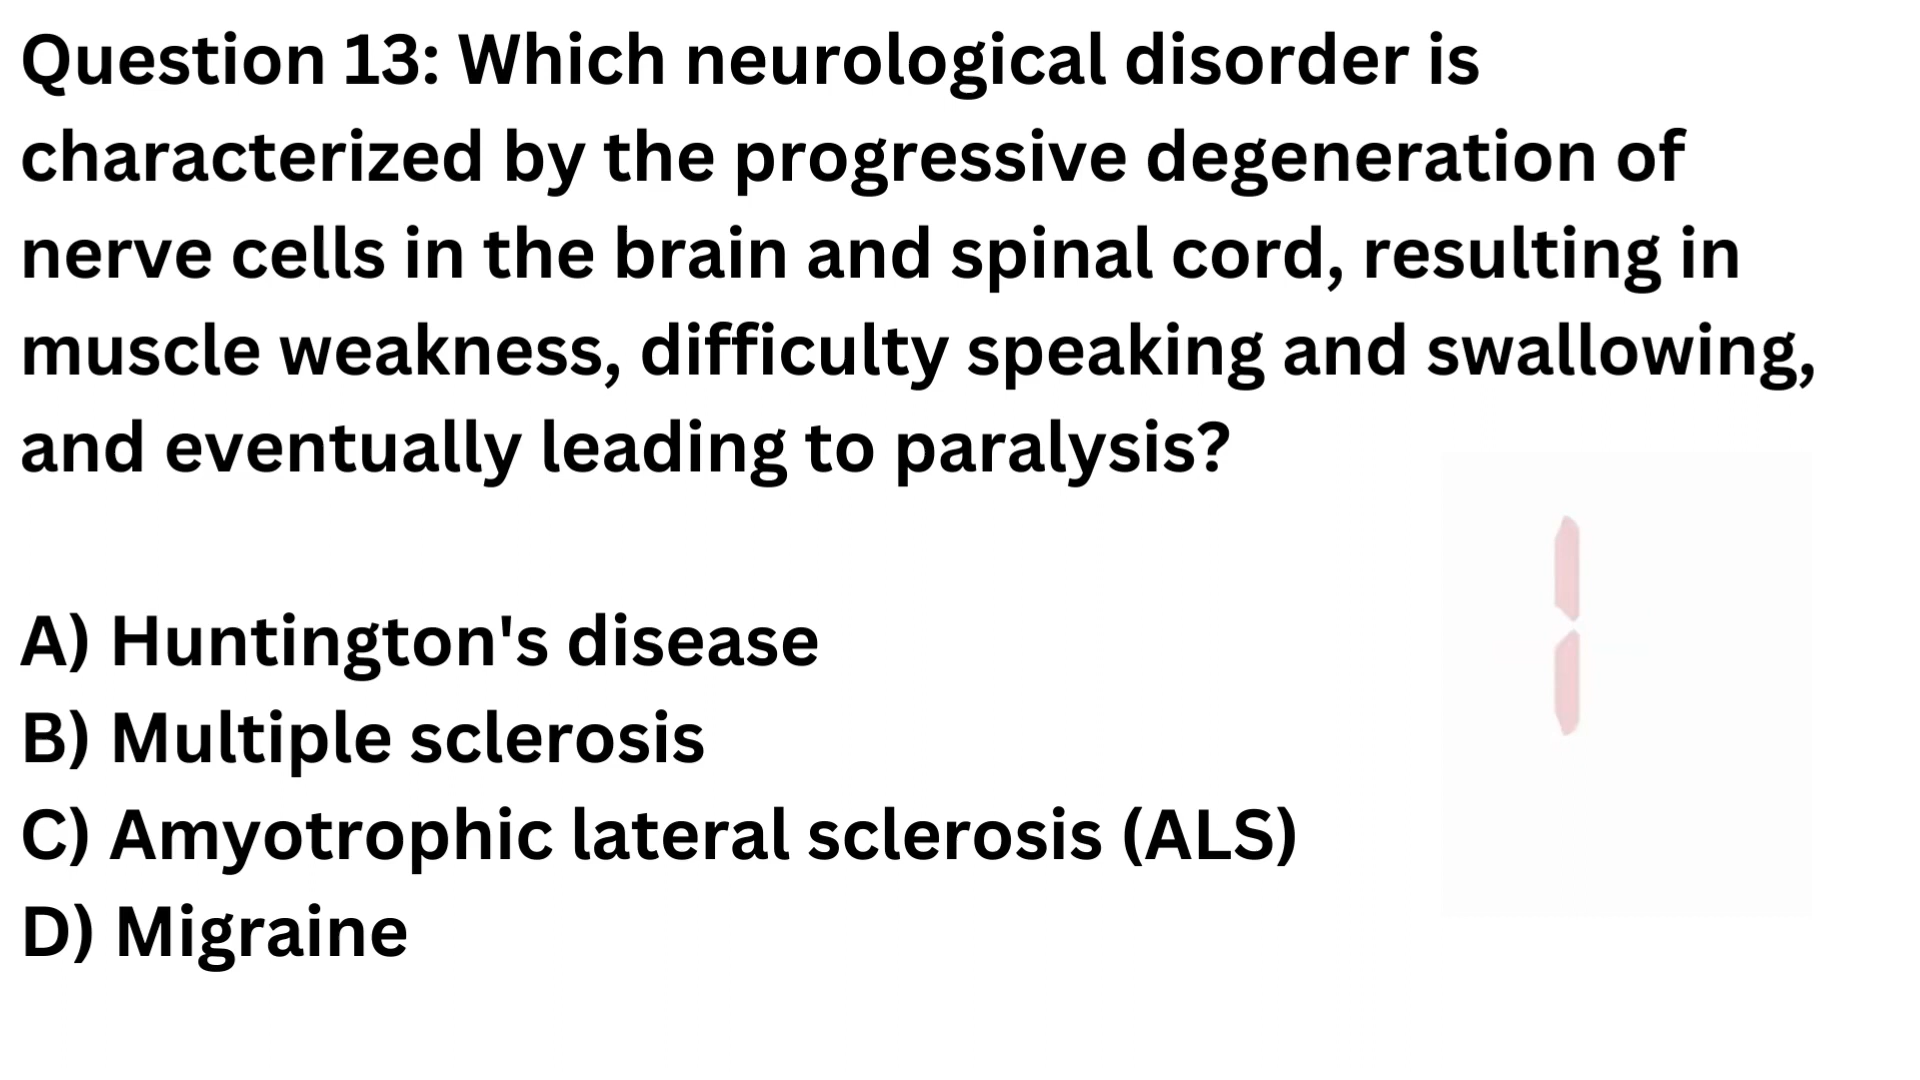 Question 13: Which neurological disorder is
characterized by the progressive degeneration of
nerve cells in the brain and spinal cord, resulting in
muscle weakness, difficulty speaking and swallowing,
and eventually leading to paralysis?
A) Huntington's disease
B) Multiple sclerosis
C) Amyotrophic lateral sclerosis (ALS)
D) Migraine
1